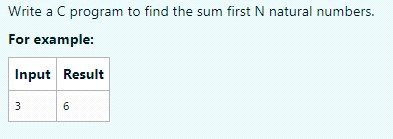 Write a C program to find the sum first N natural numbers.
For example:
Input Result
3 6